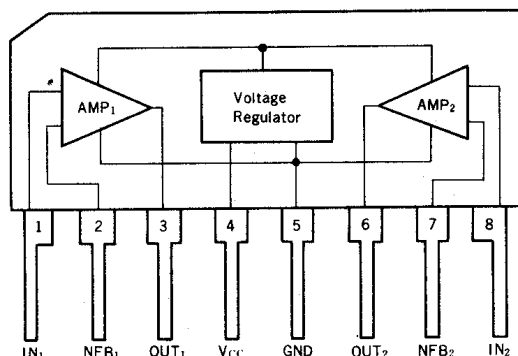 AMP₁
Voltage
Regulator
AMP₂
1 2 3 4 5 6 7 8
IN₁ NFB₁ OUT₁ VCC GND OUT₂ NFB₂ IN₂